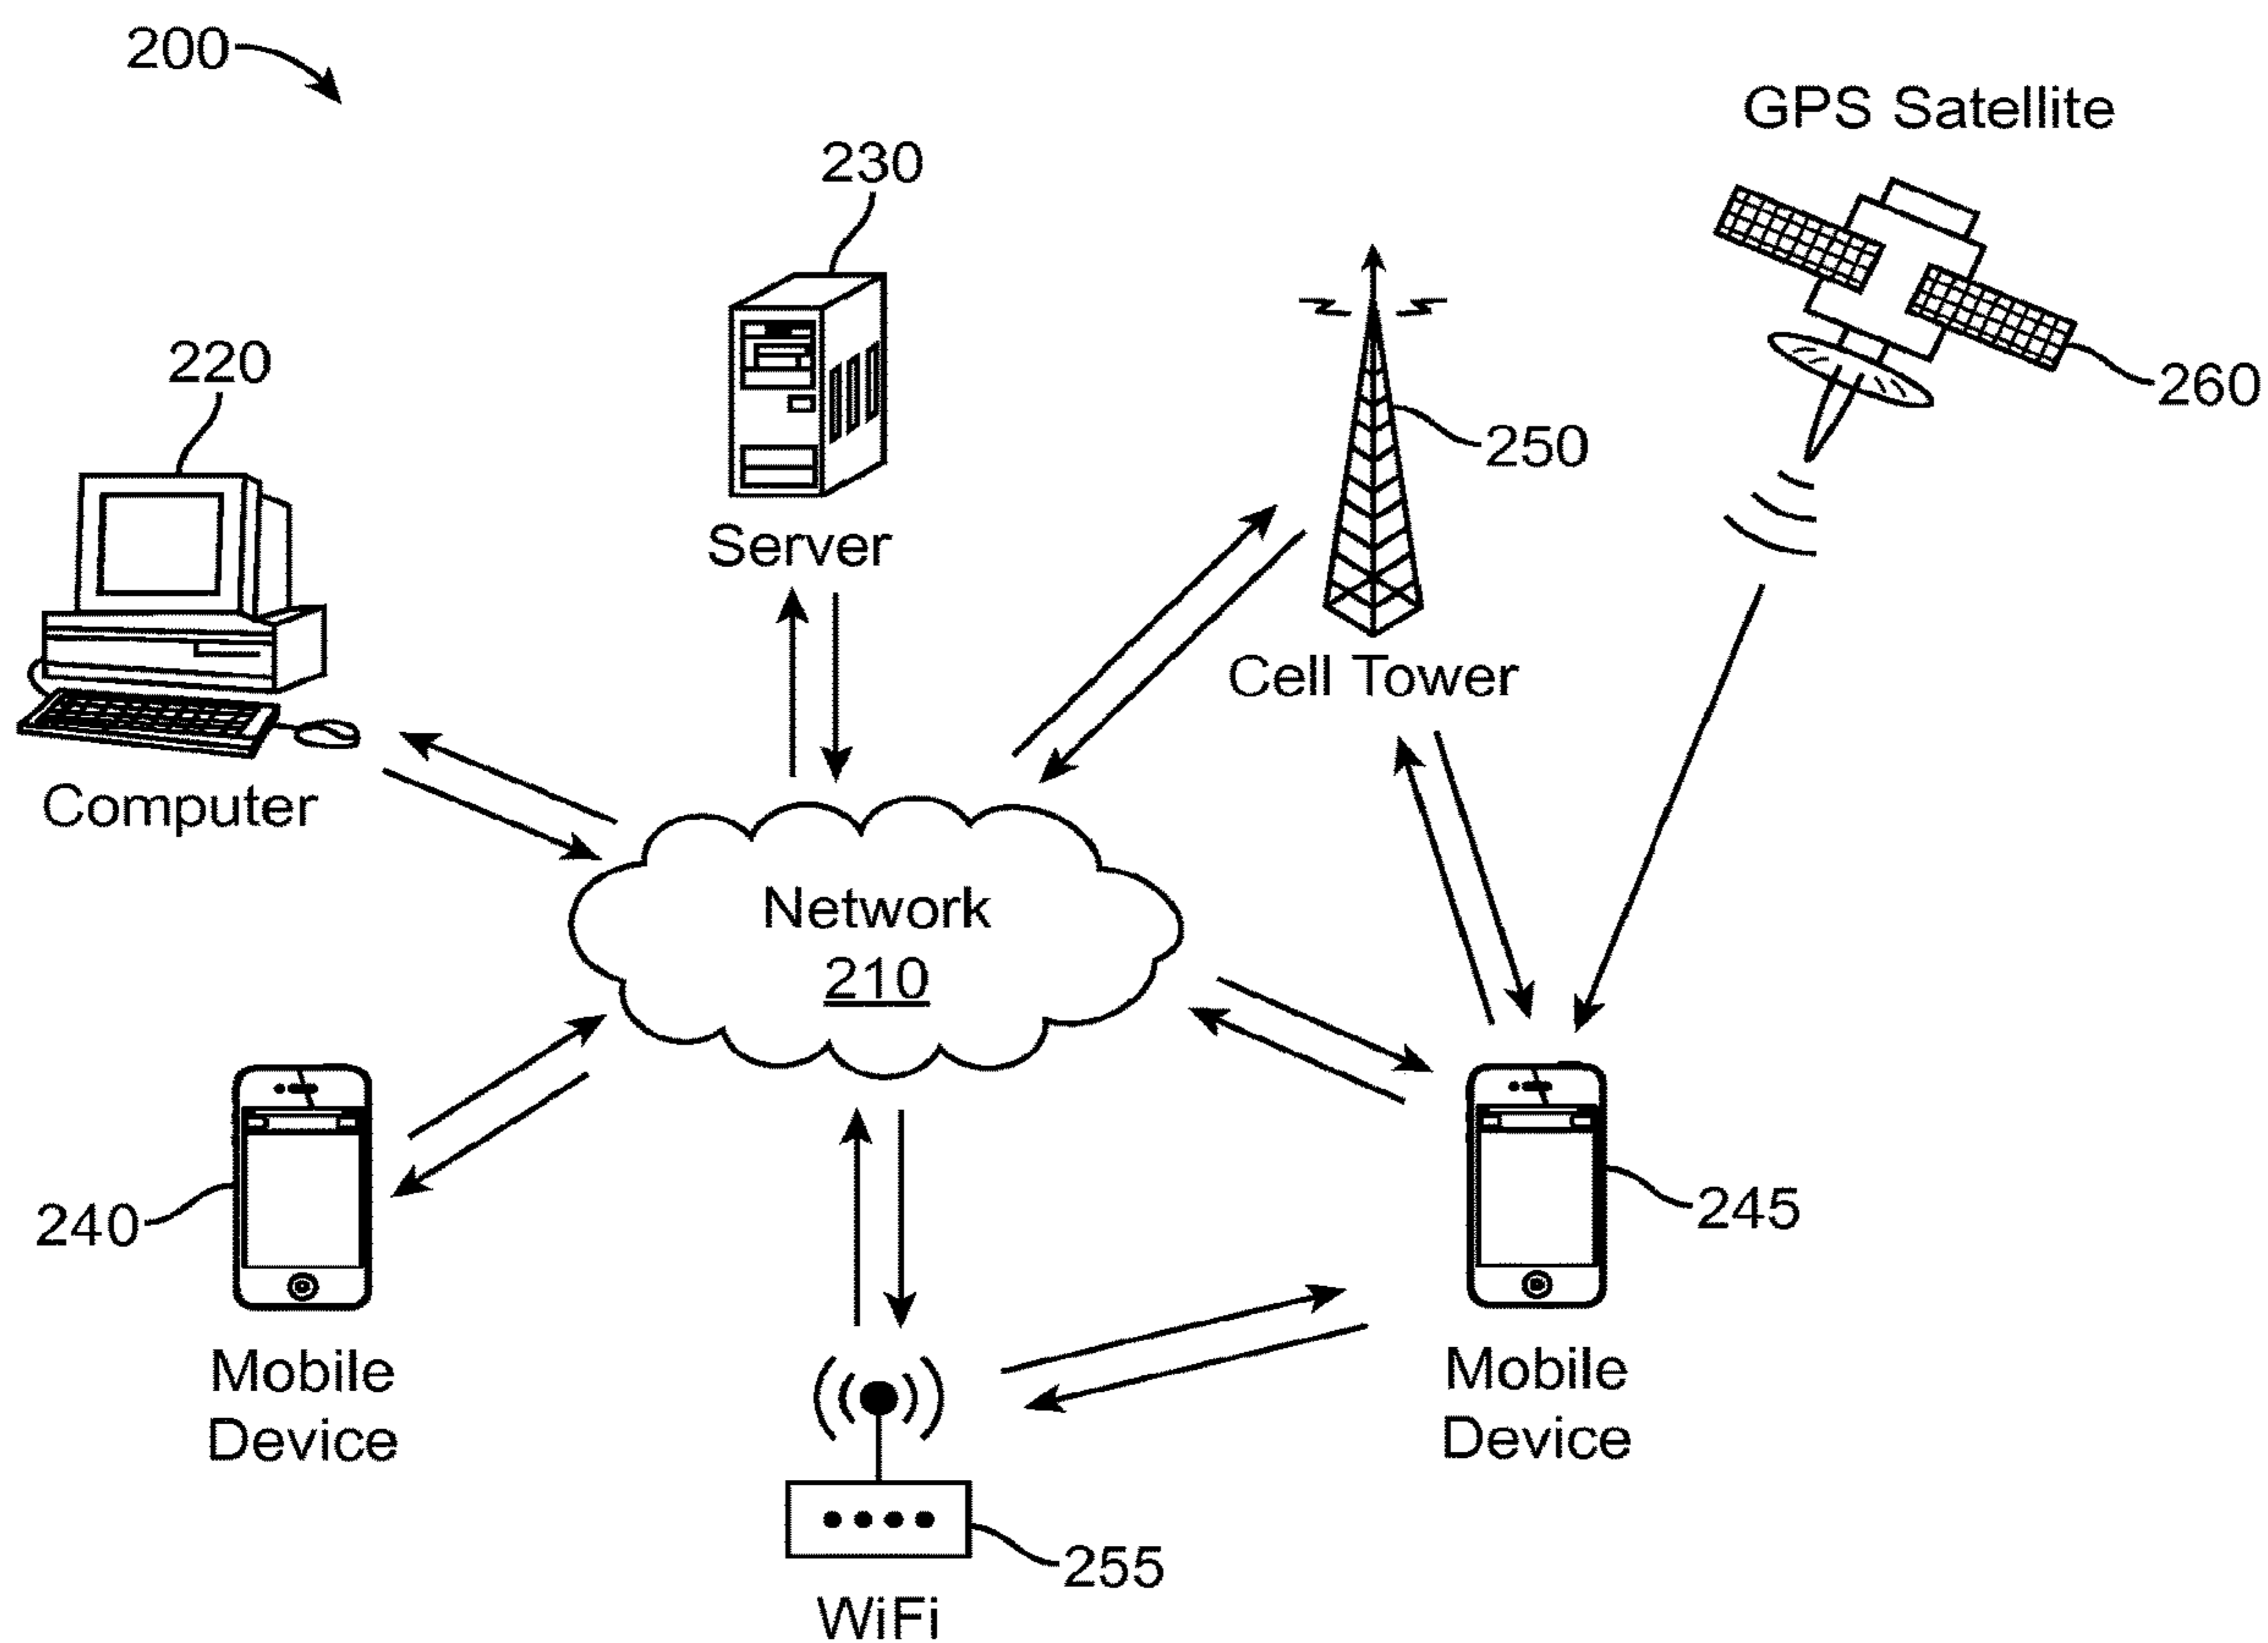 200
GPS Satellite
230
220
260
250
Server
Cell Tower
Computer
Network
210
240
245
Mobile
Device
Mobile
Device
255
WiFi